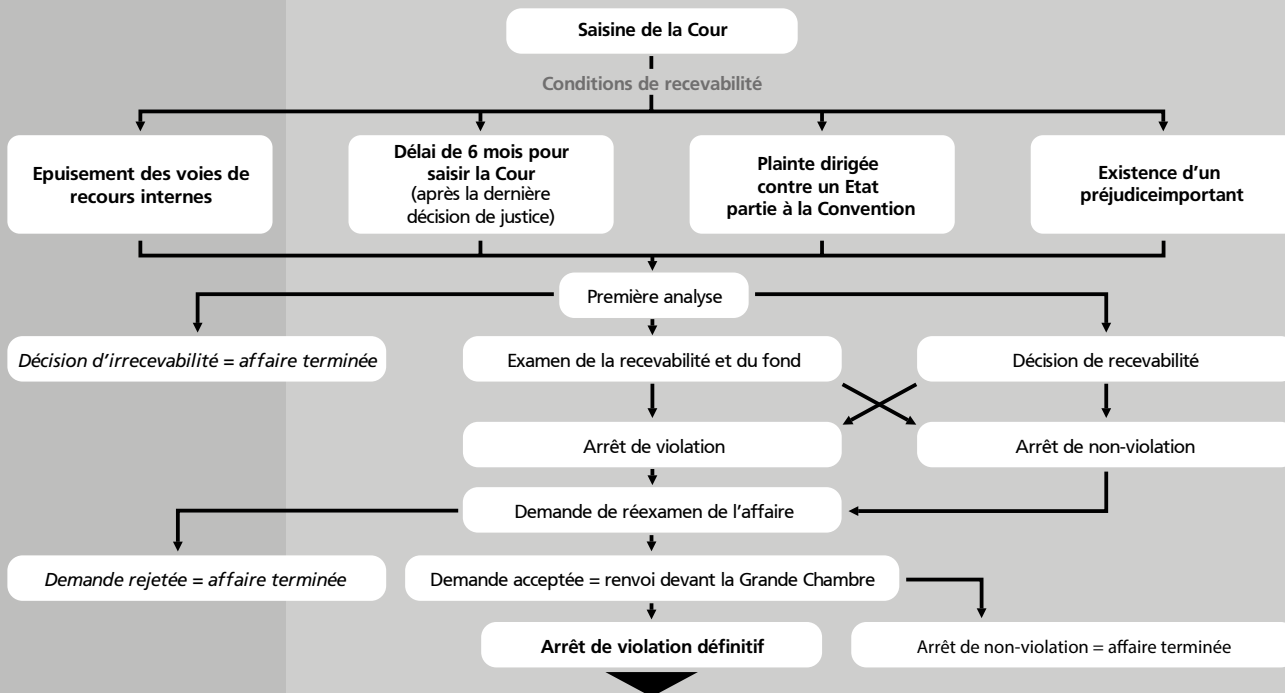 Saisine de la Cour
Conditions de recevabilité
Epuisement des voies de
recours internes
Délai de 6 mois pour
saisir la Cour
(après la dernière
décision de justice)
Plainte dirigée
contre un Etat
partie à la Convention
Existence d’un
préjudiceimportant
Première analyse
Décision d’irrecevabilité = affaire terminée
Examen de la recevabilité et du fond
Décision de recevabilité
Arrêt de violation
Arrêt de non-violation
Demande de réexamen de l’affaire
Demande rejetée = affaire terminée
Demande acceptée = renvoi devant la Grande Chambre
Arrêt de violation définitif
Arrêt de non-violation = affaire terminée